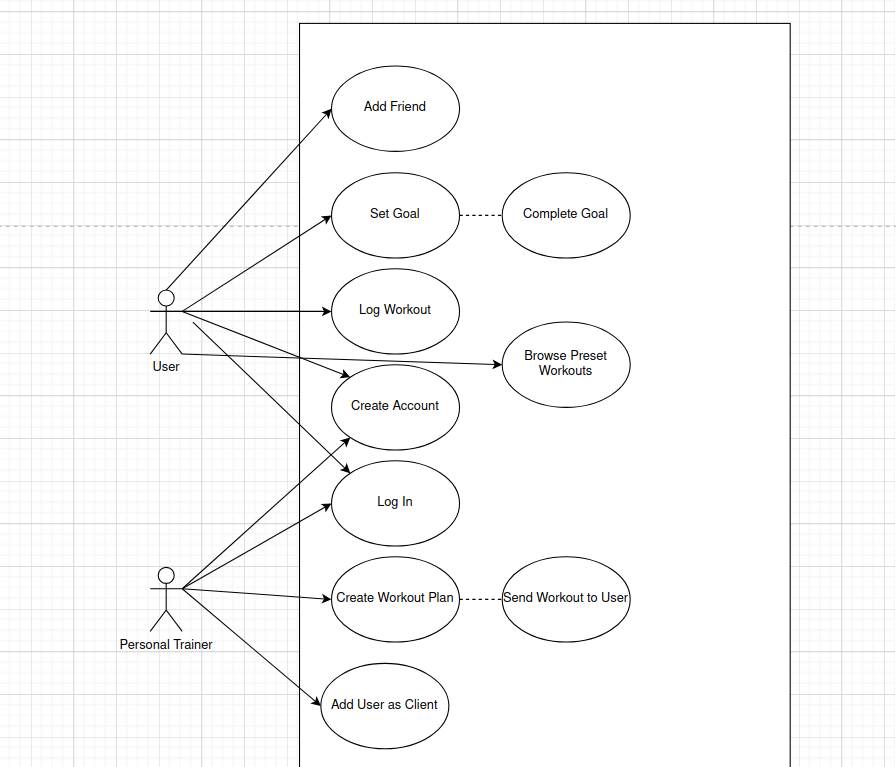 Add Friend
Set Goal
Complete Goal
Log Workout
Browse Preset
Workouts
User
Create Account
Log In
Create Workout Plan
Send Workout to User
Personal Trainer
Add User as Client